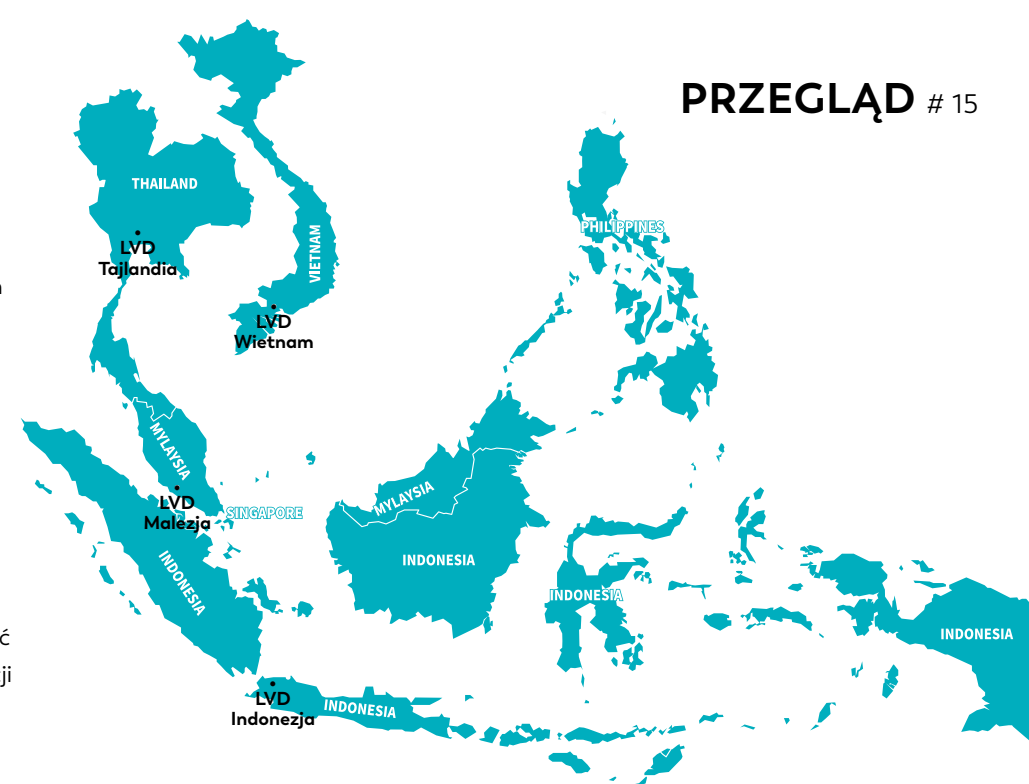 PRZEGLĄD # 15
THAILAND
LVD
Tajlandia
VIETNAM
LVD
Wietnam
PHILIPPINES
MYLAYSIA
LVD
Malezja
SINGAPORE
MYLAYSIA
INDONESIA
INDONESIA
INDONESIA
INDONESIA
ć
ji
LVD
Indonezja
INDONESIA